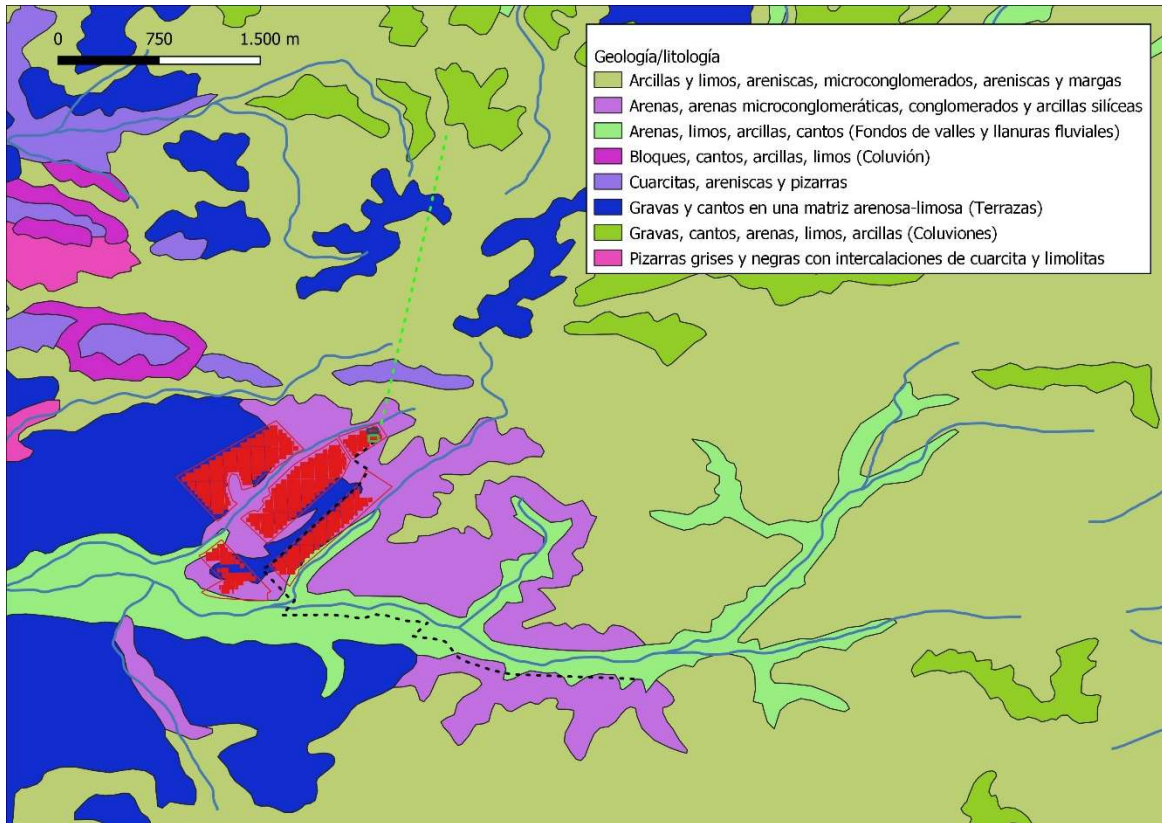 0 750 1.500 m
Geología/litología
Arcillas y limos, areniscas, microconglomerados, areniscas y margas
Arenas, arenas microconglomeráticas, conglomerados y arcillas silíceas
Arenas, limos, arcillas, cantos (Fondos de valles y llanuras fluviales)
Bloques, cantos, arcillas, limos (Coluvión)
Cuarcitas, areniscas y pizarras
Gravas y cantos en una matriz arenosa-limosa (Terrazas)
Gravas, cantos, arenas, limos, arcillas (Coluviones)
Pizarras grises y negras con intercalaciones de cuarcita y limolitas